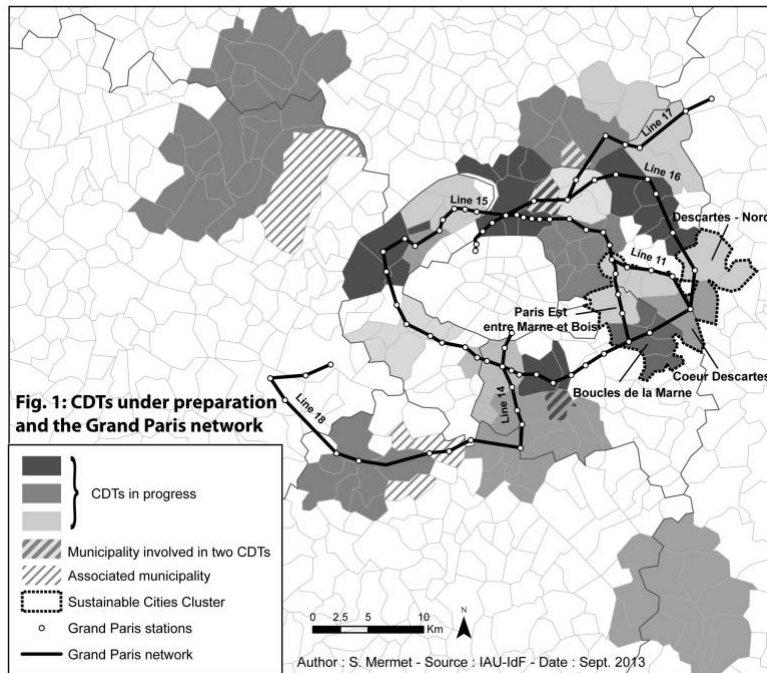 Line 17
Line 16
Line 15
Descartes - Nord
Line 11
Paris Est
entre Marne et Bois
Coeur Descartes
Boucles de la Marne
Line 14
Line 18
Fig. 1: CDTs under preparation
and the Grand Paris network
CDTs in progress
Municipality involved in two CDTs
Associated municipality
Sustainable Cities Cluster
Grand Paris stations
Grand Paris network
0 2.5 5 10
Km
N
Author : S. Mermet - Source : IAU-IdF - Date : Sept. 2013